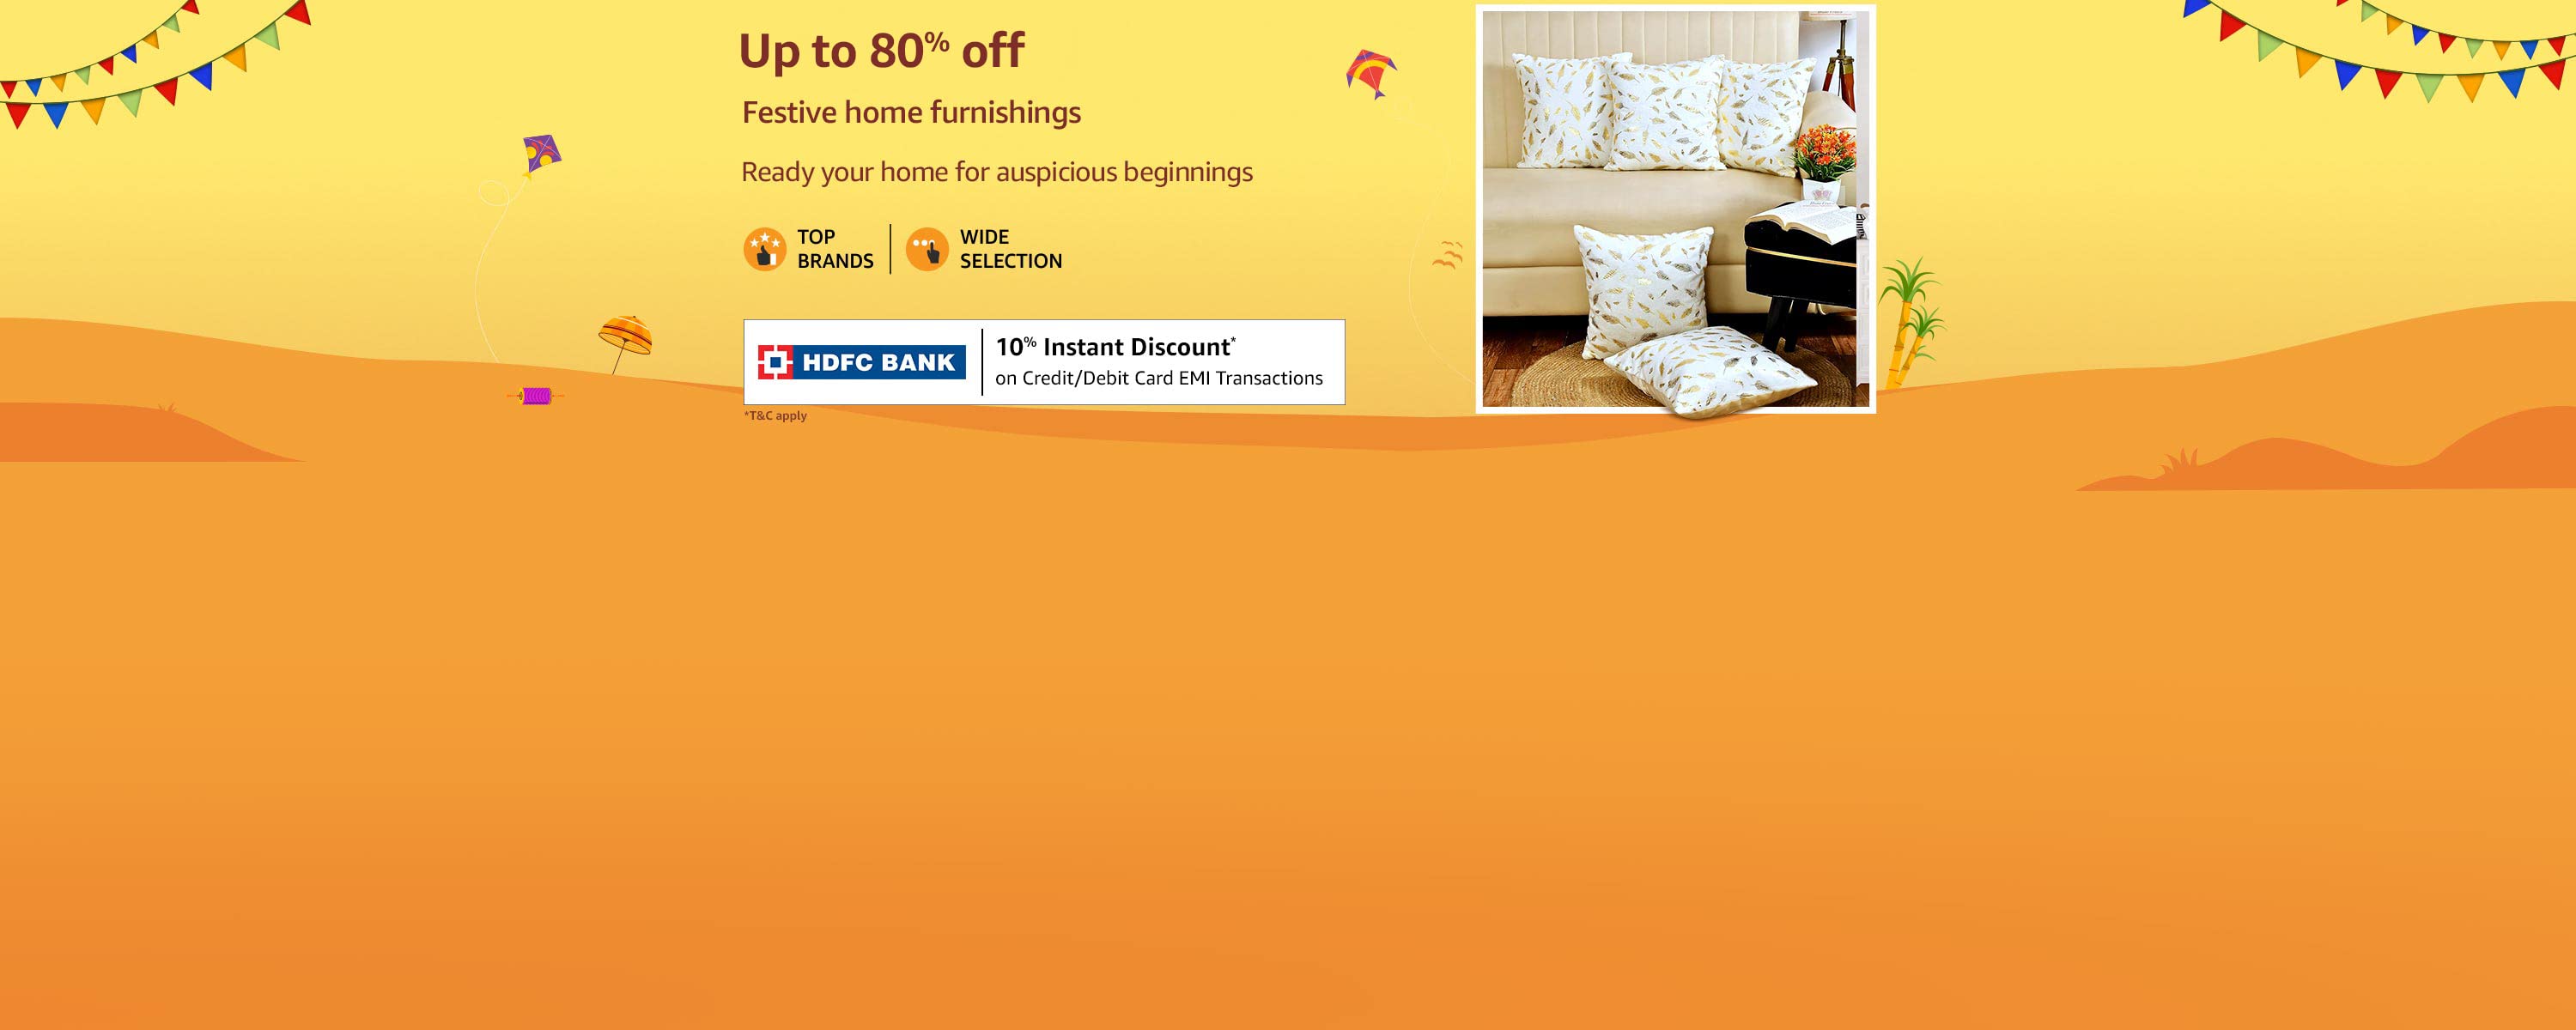 Up to 80% off
Festive home furnishings
Ready your home for auspicious beginnings
TOP
BRANDS
WIDE
SELECTION
HDFC BANK
10% Instant Discount*
on Credit/Debit Card EMI Transactions
*T&C apply